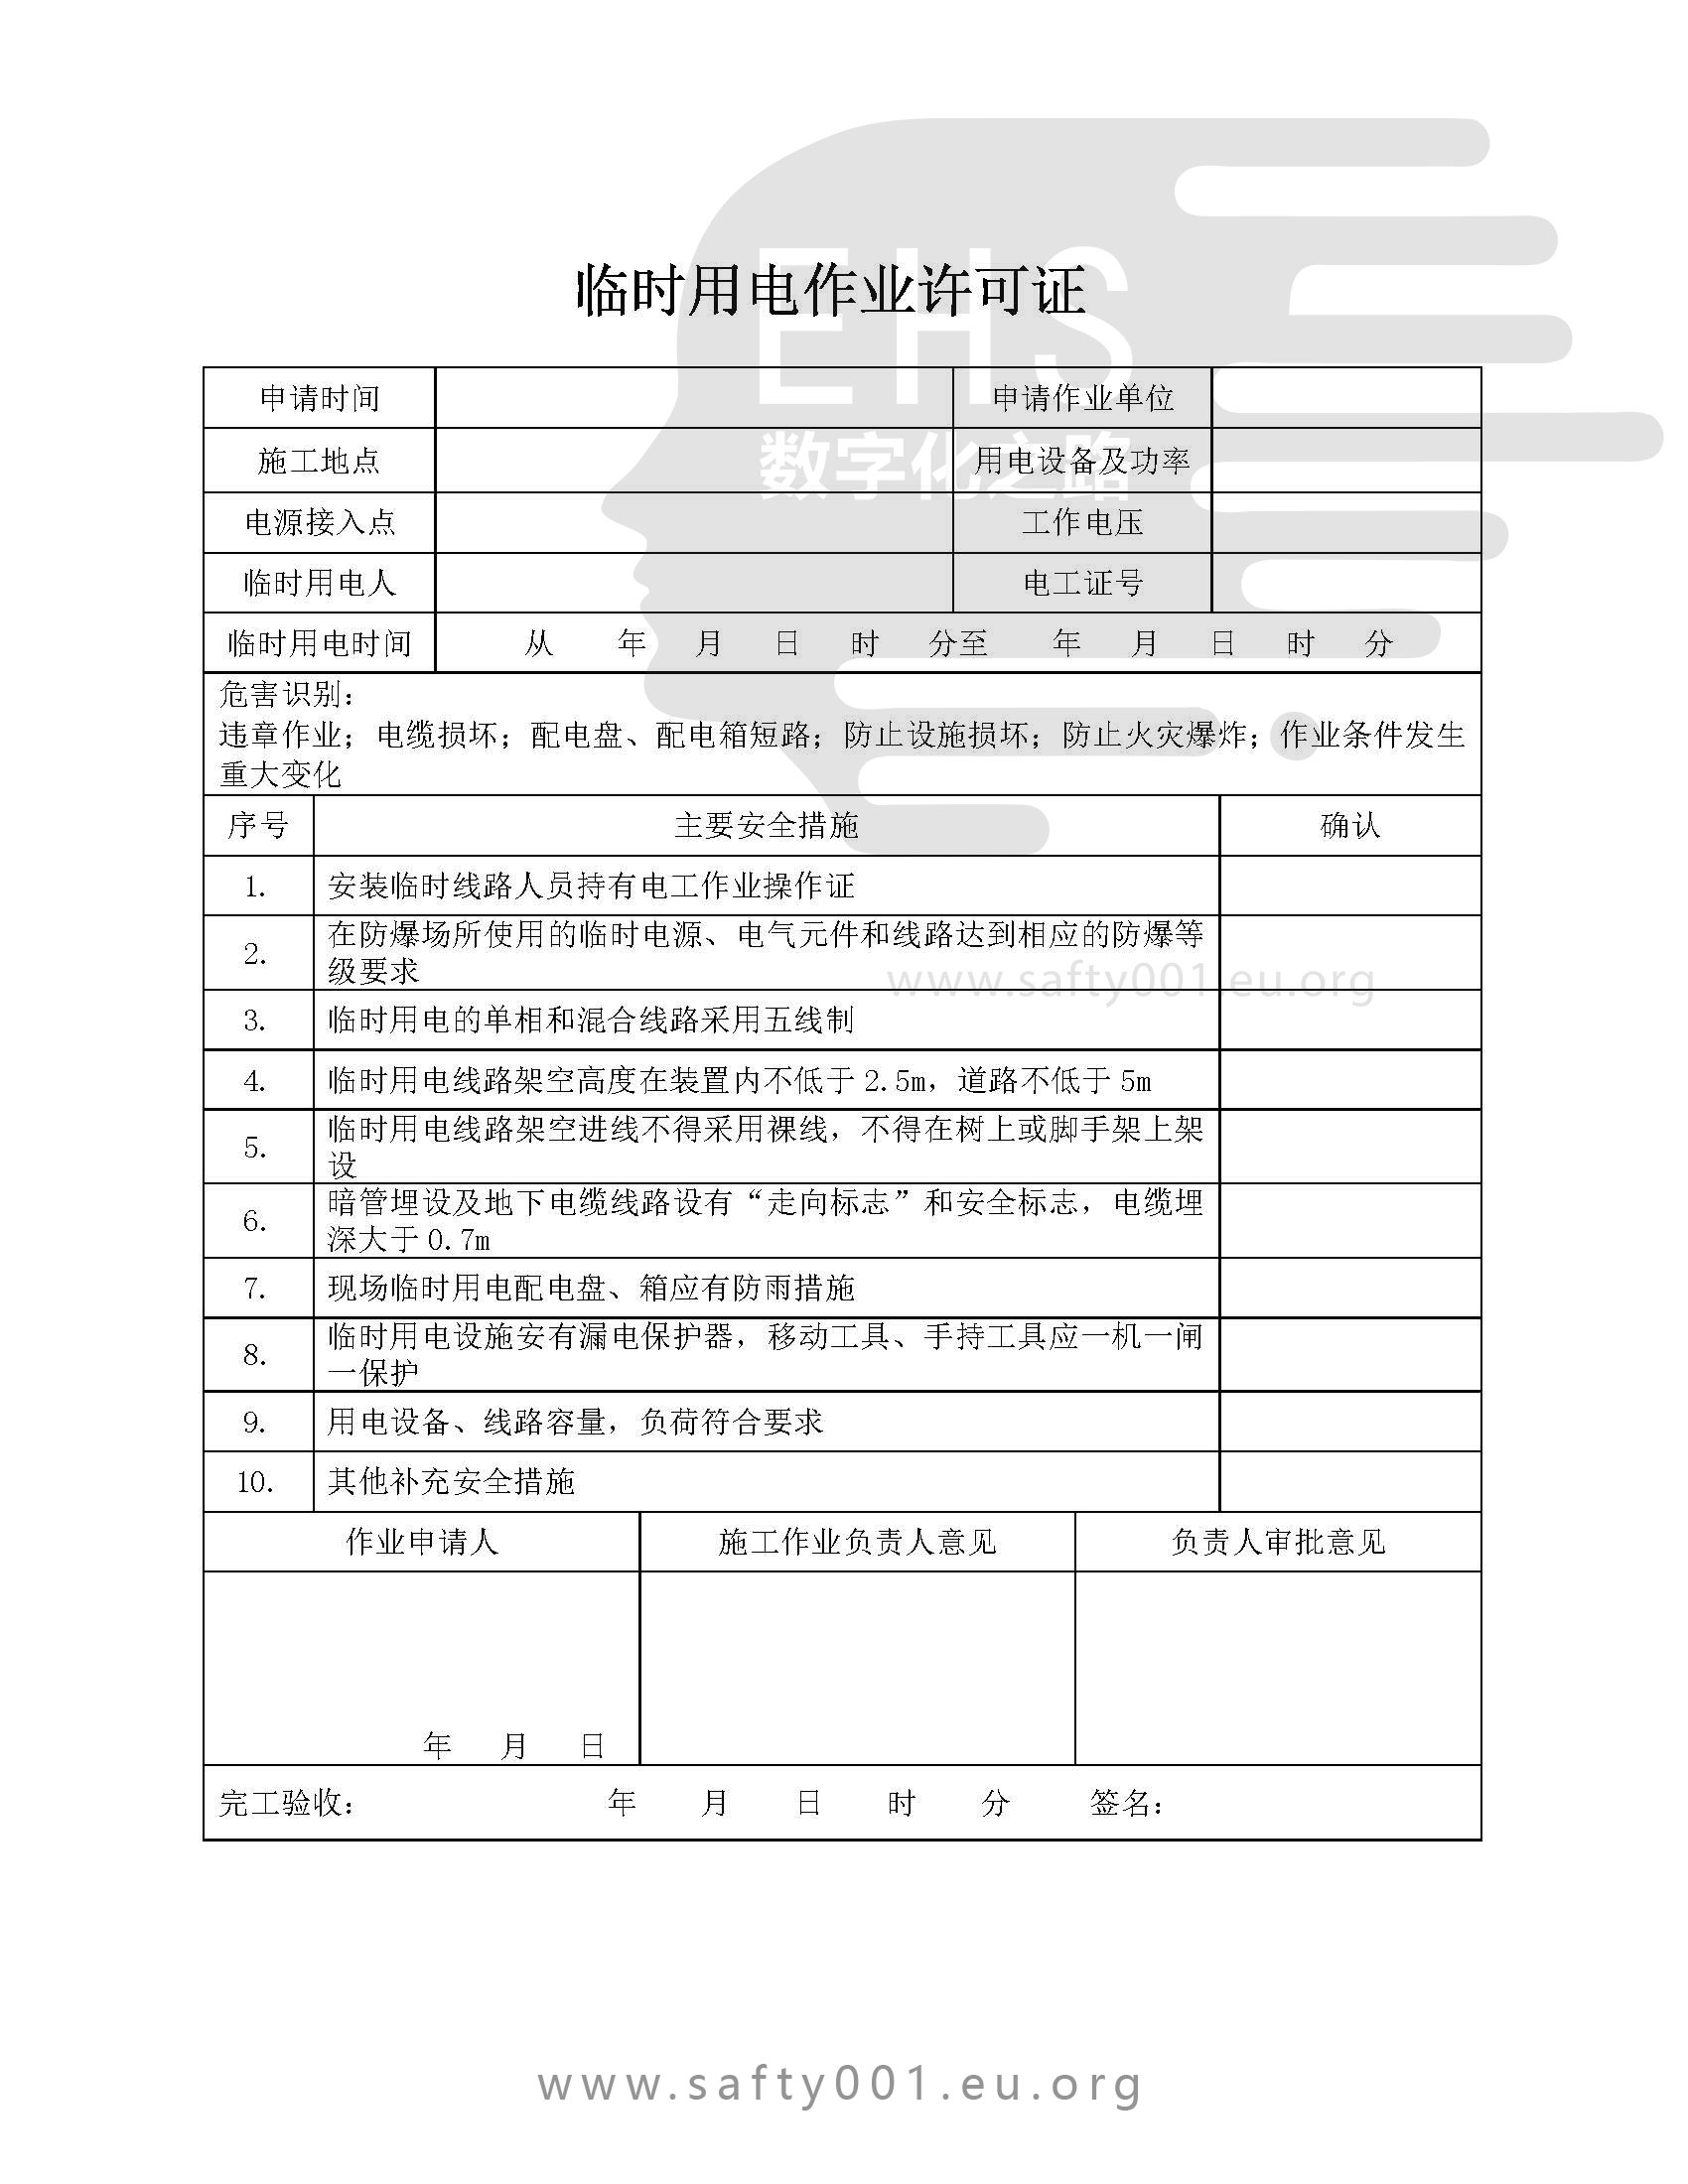 EHS
数字化之路
临时用电作业许可证
申请时间 申请作业单位
施工地点 用电设备及功率
电源接入点 工作电压
临时用电人 电工证号
临时用电时间 从 年 月 日 时 分至 年 月 日 时 分
危害识别：
违章作业；电缆损坏；配电盘、配电箱短路；防止设施损坏；防止火灾爆炸；作业条件发生
重大变化
序号 主要安全措施 确认
1. 安装临时线路人员持有电工作业操作证
2. 在防爆场所使用的临时电源、电气元件和线路达到相应的防爆等
级要求
www.safty001.eu.org
3. 临时用电的单相和混合线路采用五线制
4. 临时用电线路架空高度在装置内不低于 2.5m，道路不低于 5m
5. 临时用电线路架空进线不得采用裸线，不得在树上或脚手架上架
设
6. 暗管埋设及地下电缆线路设有“走向标志”和安全标志，电缆埋
深大于 0.7m
7. 现场临时用电配电盘、箱应有防雨措施
8. 临时用电设施安有漏电保护器，移动工具、手持工具应一机一闸
一保护
9. 用电设备、线路容量，负荷符合要求
10. 其他补充安全措施
作业申请人 施工作业负责人意见 负责人审批意见
年 月 日
完工验收： 年 月 日 时 分 签名：
www.safty001.eu.org